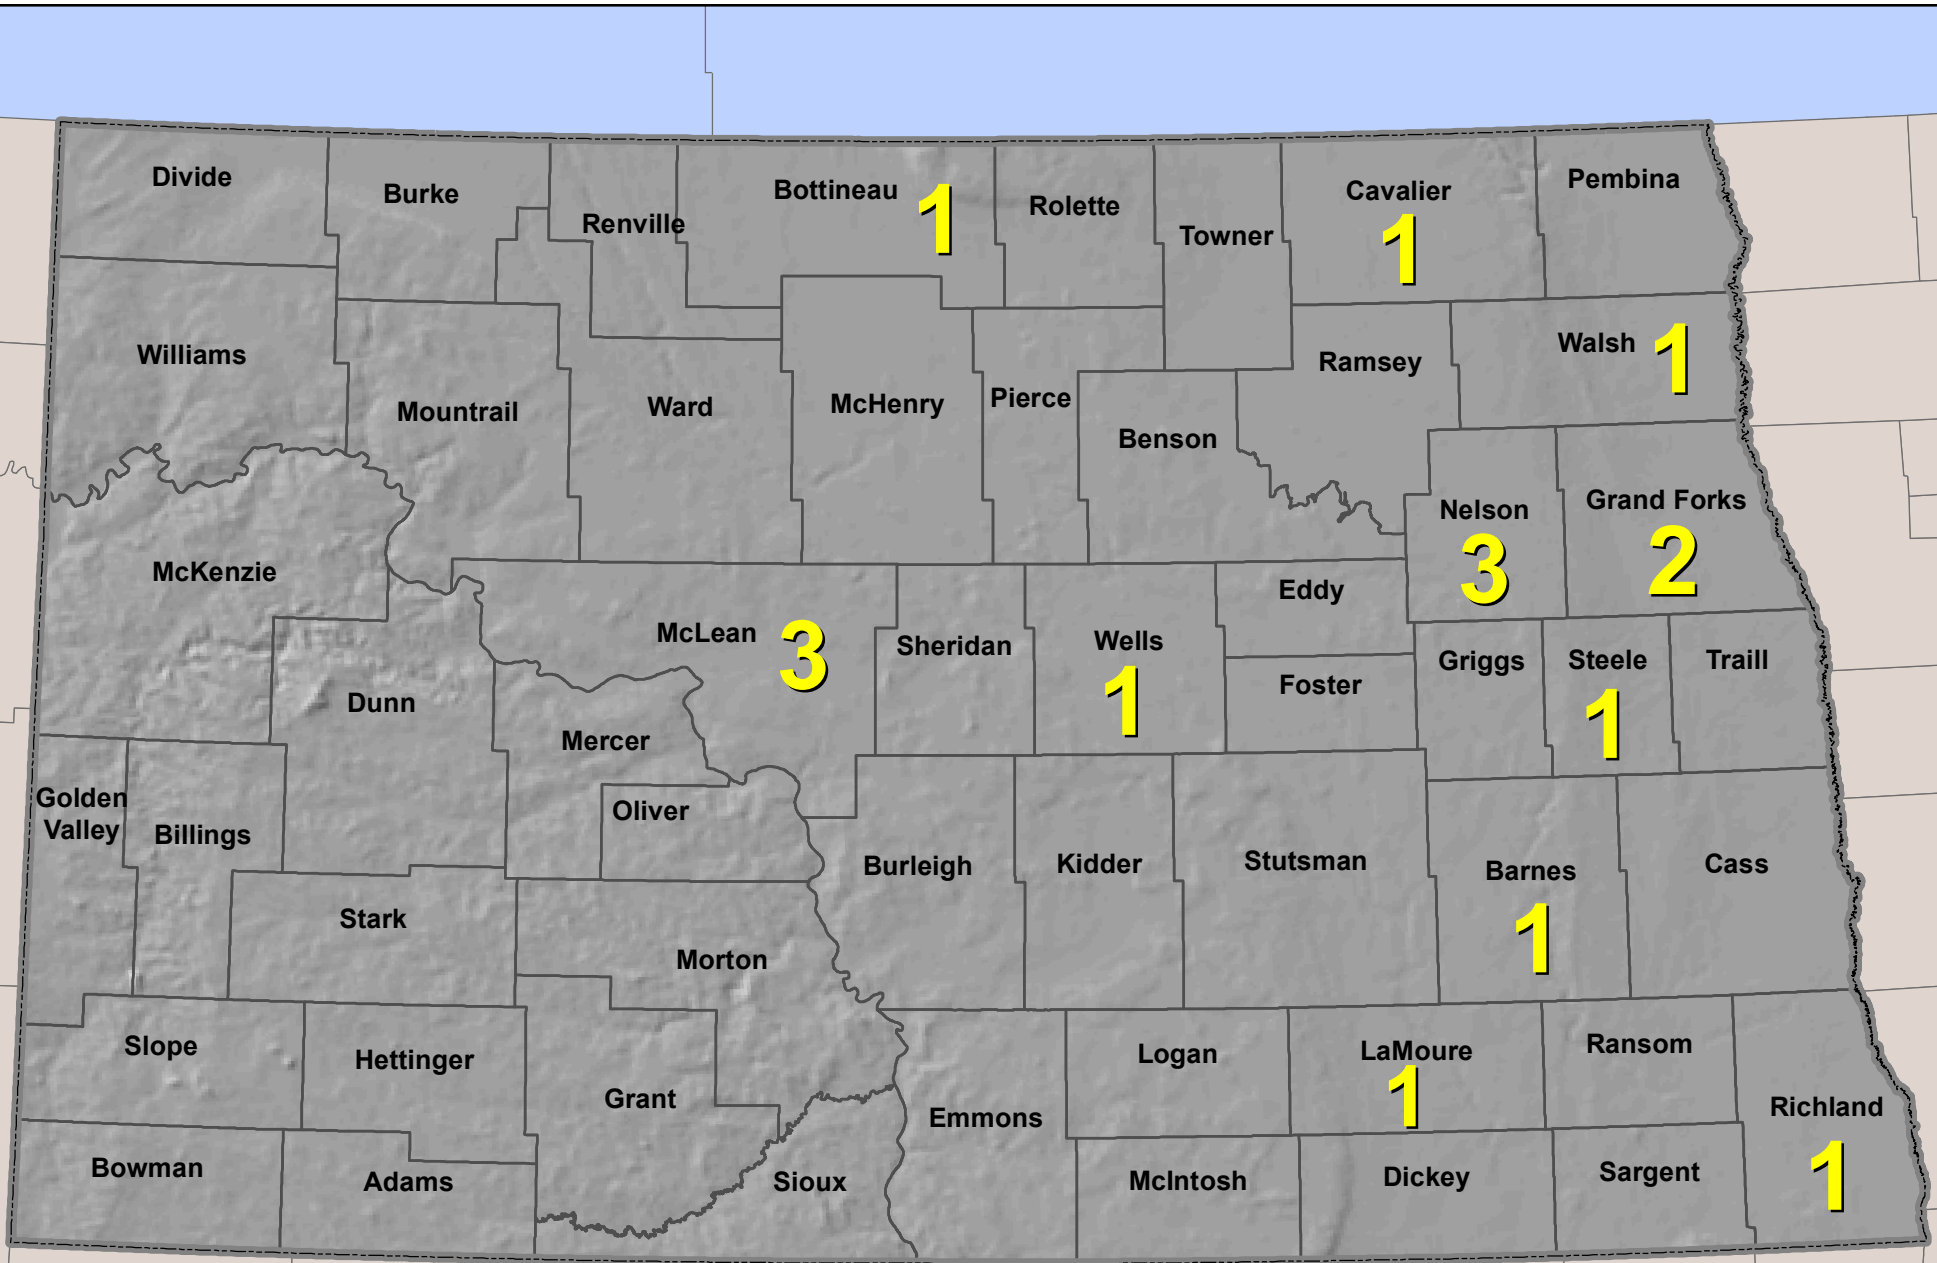 Divide
Burke
Renville
Bottineau 1
Rolette
Towner
Cavalier
1
Pembina
Williams
Mountrail
Ward
McHenry
Pierce
Benson
Ramsey
Walsh 1
Nelson
3
Grand Forks
2
McKenzie
Dunn
McLean 3
Sheridan
Wells
1
Eddy
Foster
Griggs
Steele
1
Traill
Mercer
Oliver
Golden
Valley
Billings
Stark
Morton
Burleigh
Kidder
Stutsman
Barnes
1
Cass
Slope
Hettinger
Grant
Emmons
Logan
LaMoure
1
Ransom
Richland
1
Bowman
Adams
Sioux
McIntosh
Dickey
Sargent